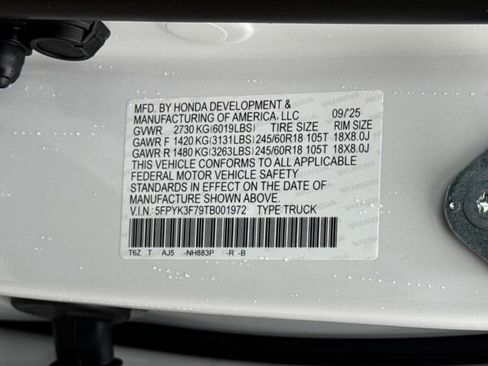 MFD. BY HONDA DEVELOPMENT &
MANUFACTURING OF AMERICA, LLC 09/'25
GVWR 2730 KG(6019LBS) TIRE SIZE RIM SIZE
GAWR F 1420 KG(3131LBS) 245/60R18 105T 18X8.0J
GAWR R 1480 KG(3263LBS) 245/60R18 105T 18X8.0J
THIS VEHICLE CONFORMS TO ALL APPLICABLE
FEDERAL MOTOR VEHICLE SAFETY
STANDARDS IN EFFECT ON THE DATE OF
MANUFACTURE SHOWN ABOVE.
V.I.N.: 5FPYK3F79TB001972 TYPE:TRUCK
T6Z T AJ5 -NH883P -R -B